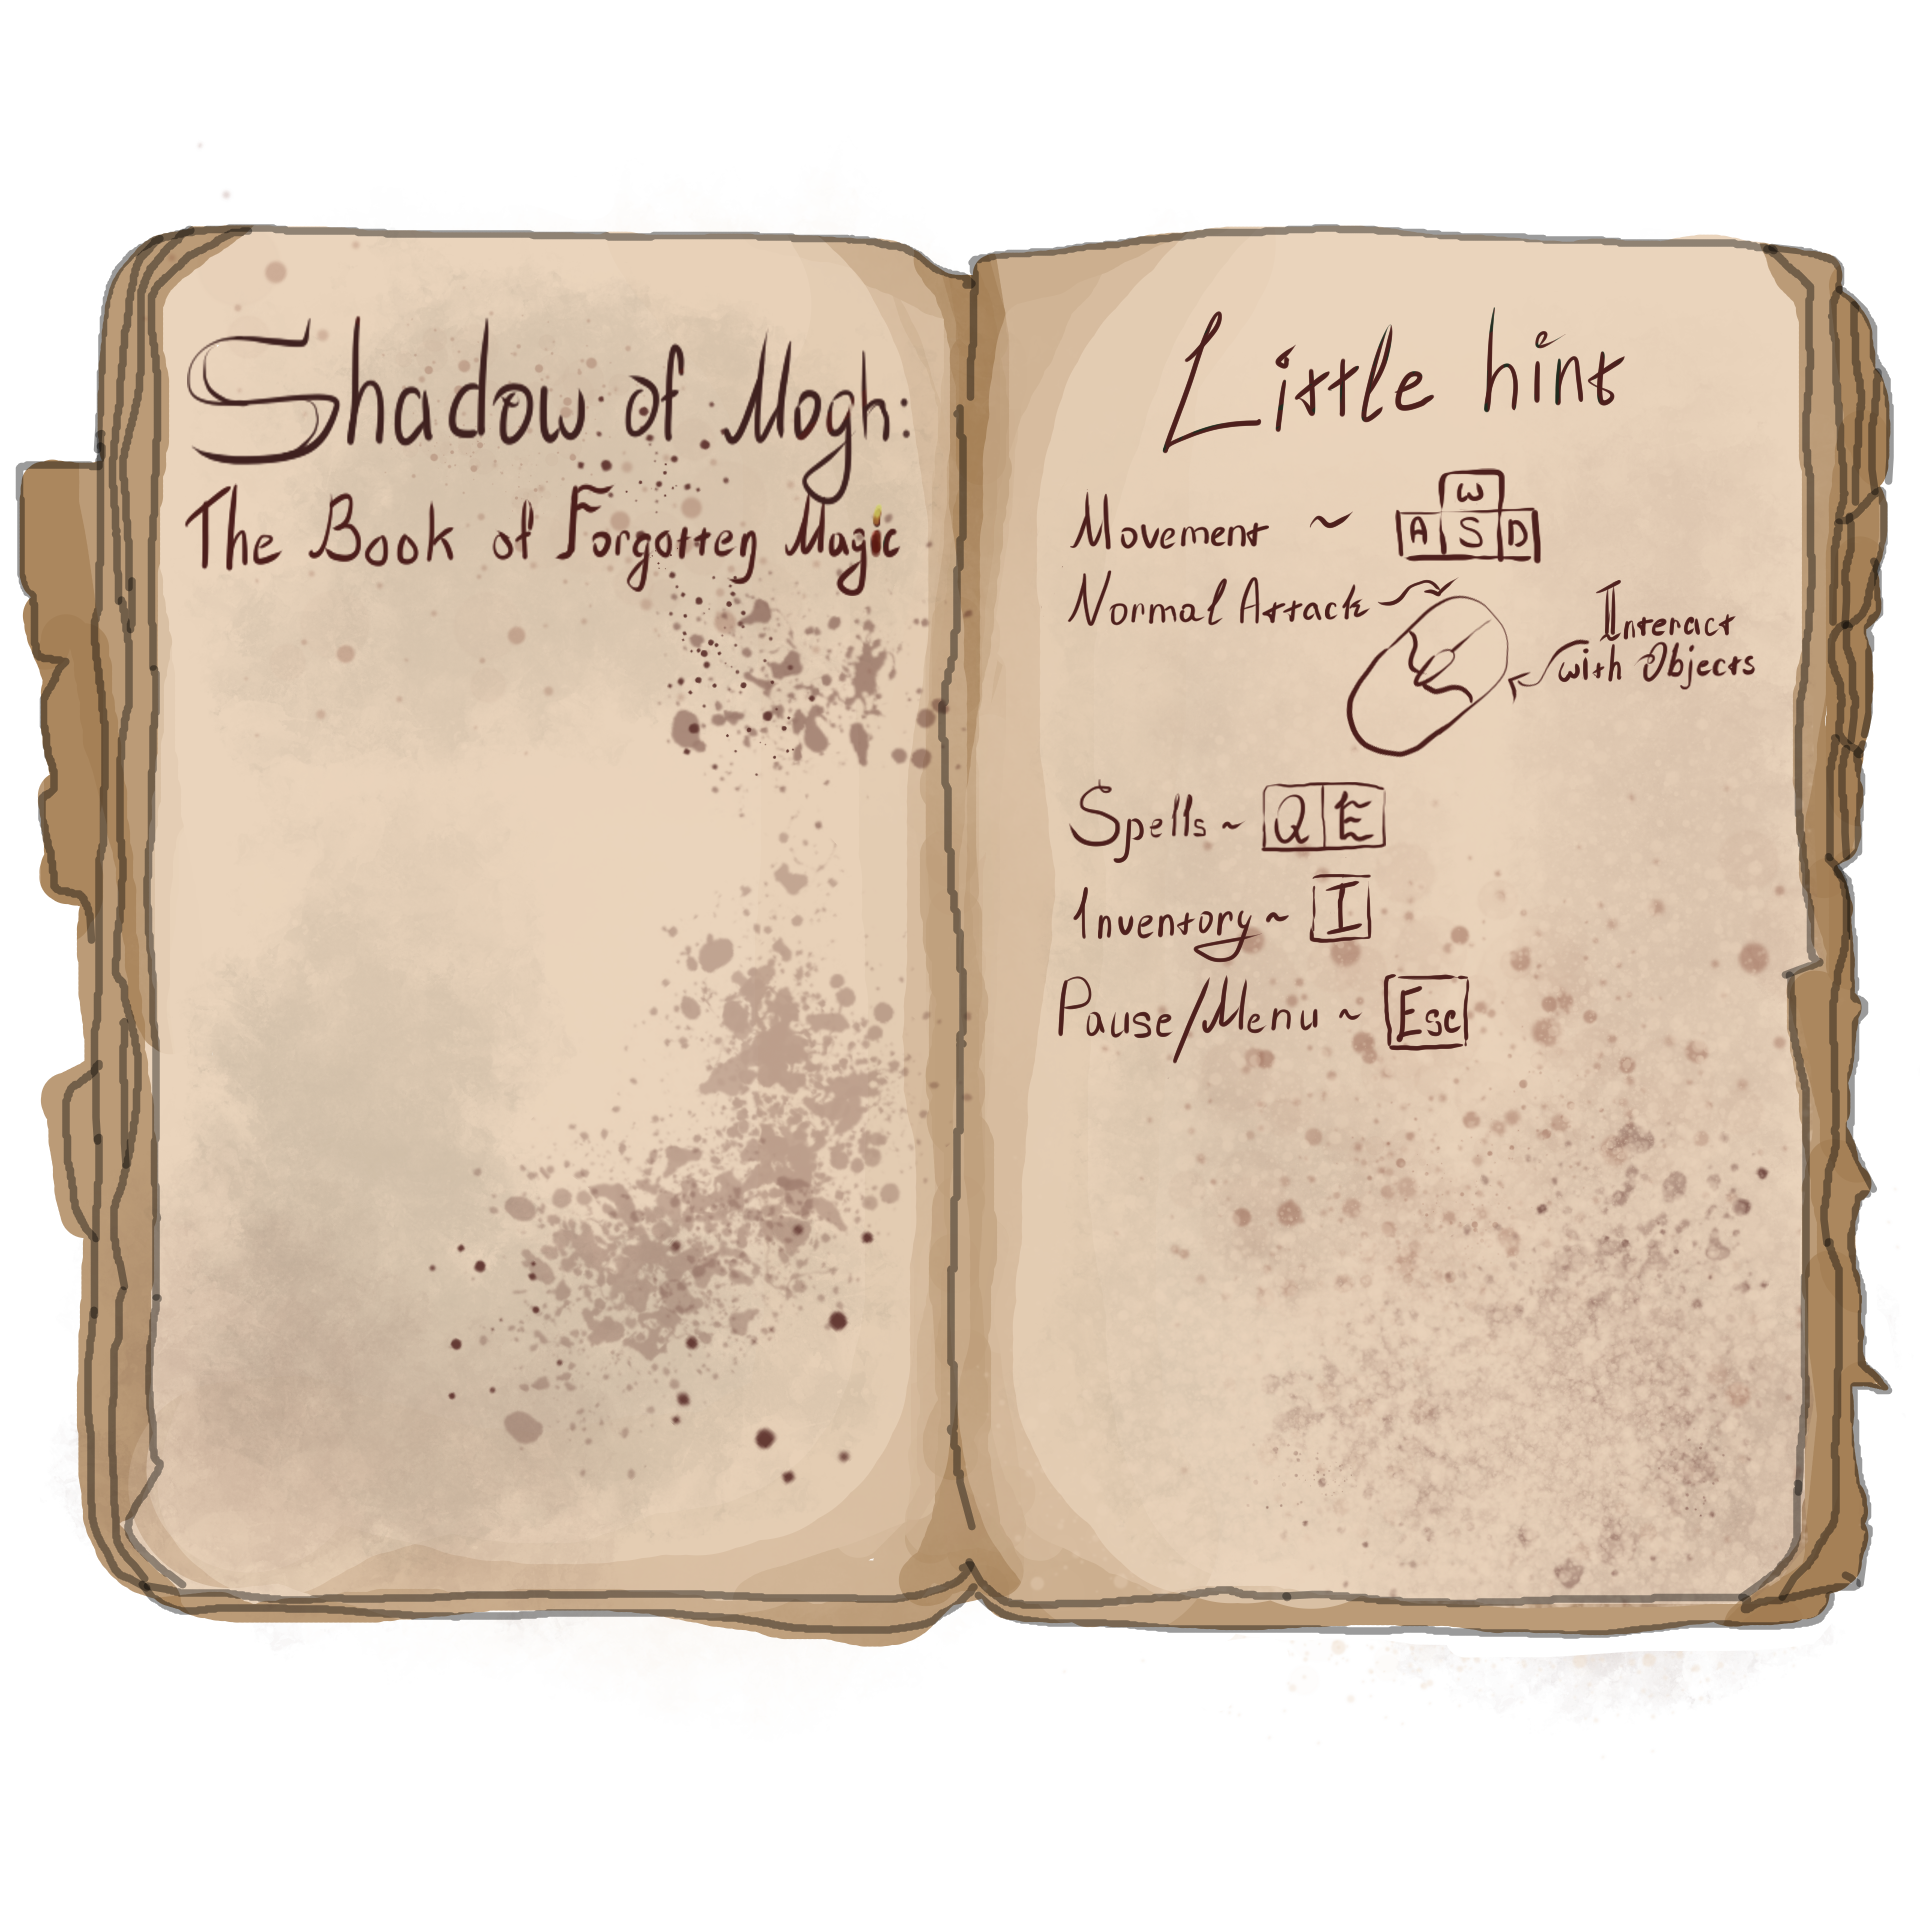 Shadow of Mogh:
The Book of Forgotten Magic
Little hint
Movement ~ W
A S D
Normal Attack
Interact
with Objects
Spells ~ Q E
Inventory ~ I
Pause/Menu ~ Esc